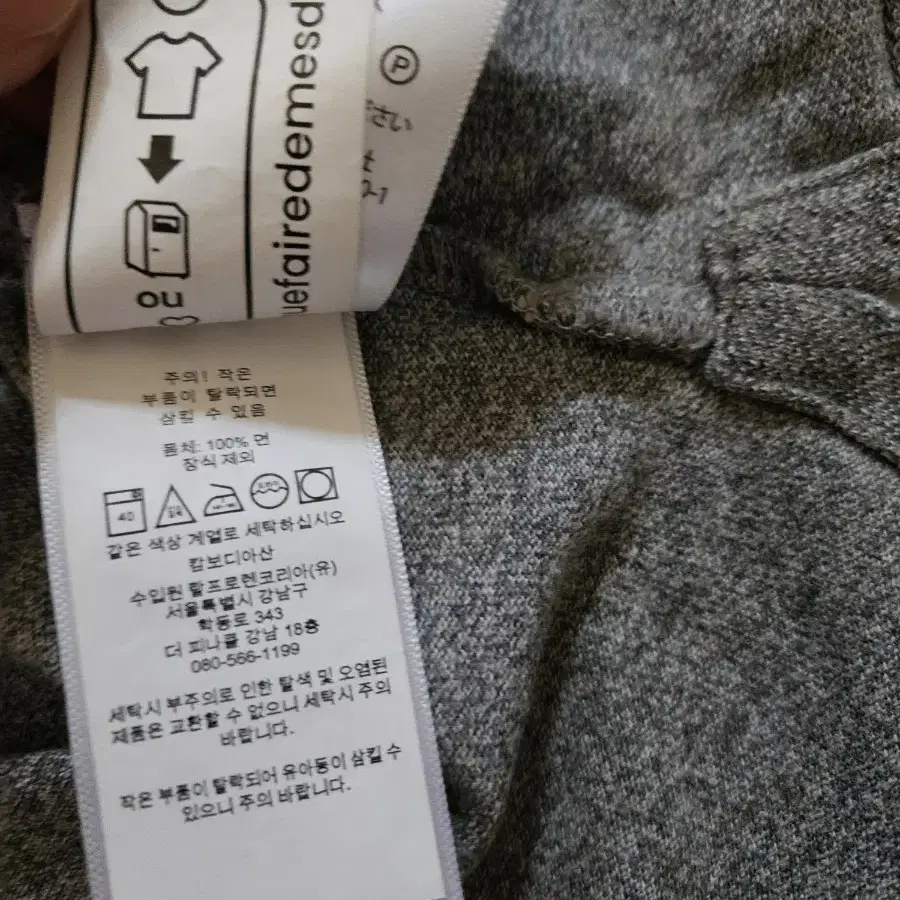 uefairedemesd
P
さい
주의! 작은
부품이 탈락되면
삼킬 수 있음
몸체: 100% 면
장식 제외
40
같은 색상 계열로 세탁하십시오
캄보디아산
수입원 랄프로렌코리아(유)
서울특별시 강남구
학동로 343
더 피나클 강남 18층
080-566-1199
세탁시 부주의로 인한 탈색 및 오염된
제품은 교환할 수 없으니 세탁시 주의
바랍니다.
작은 부품이 탈락되어 유아동이 삼킬 수
있으니 주의 바랍니다.